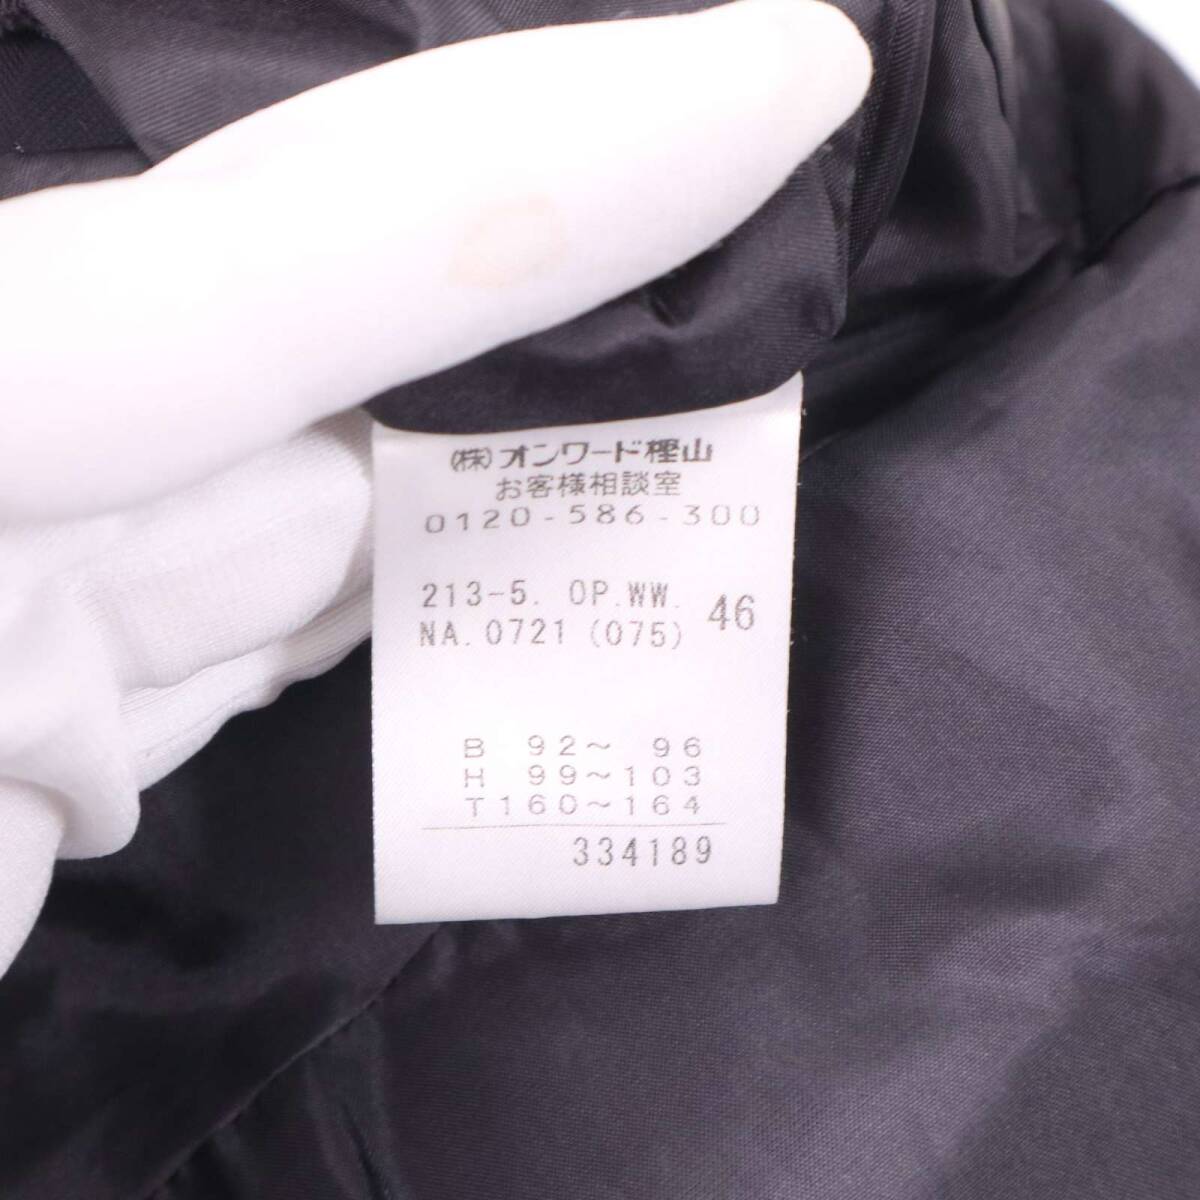 (株)オンワード樫山
お客様相談室
0120-586-300
213-5. OP.WW. 46
NA.0721(075)
B 92～ 96
H 99～103
T160～164
334189